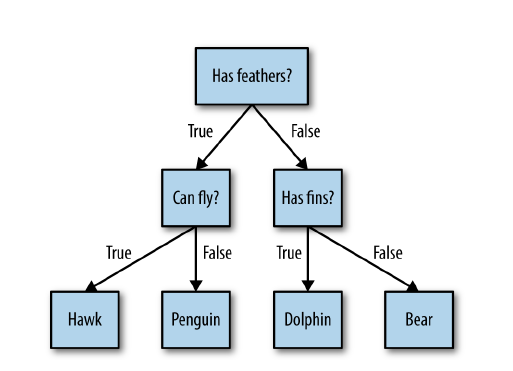 Has feathers?
True
False
Can fly?
Has fins?
True
False
True
False
Hawk
Penguin
Dolphin
Bear